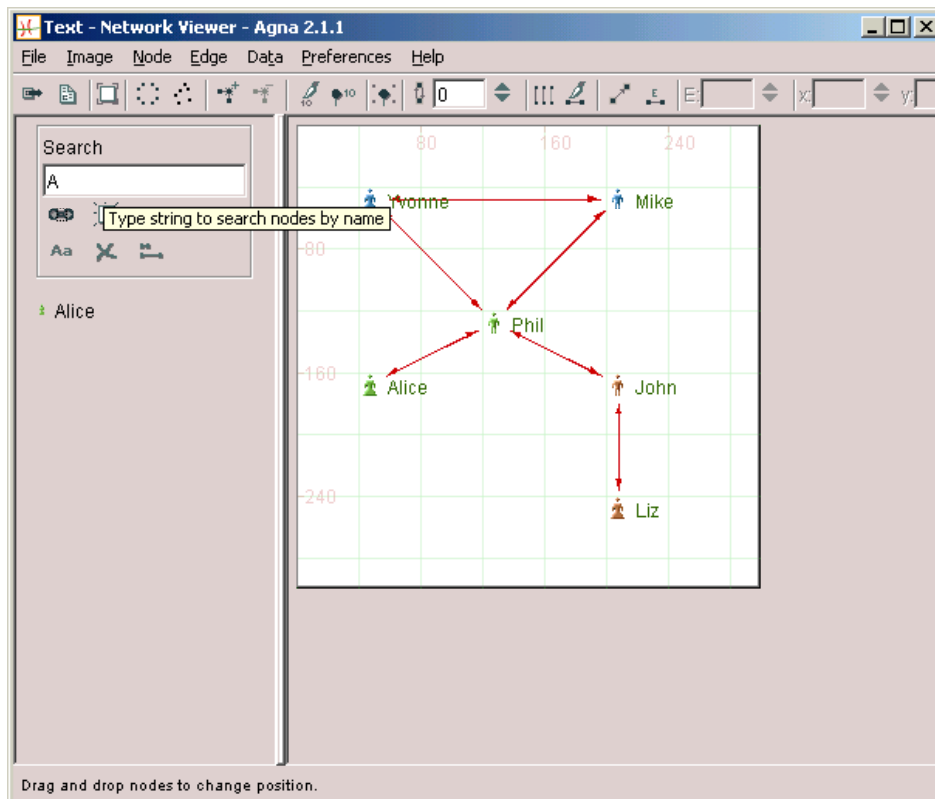 Text - Network Viewer - Agna 2.1.1
File Image Node Edge Data Preferences Help
10 10 0 E E: x: y:
Search
A
Type string to search nodes by name
Aa
Alice
80 160 240
Yvonne Mike
80
Phil
160
Alice John
240
Liz
Drag and drop nodes to change position.